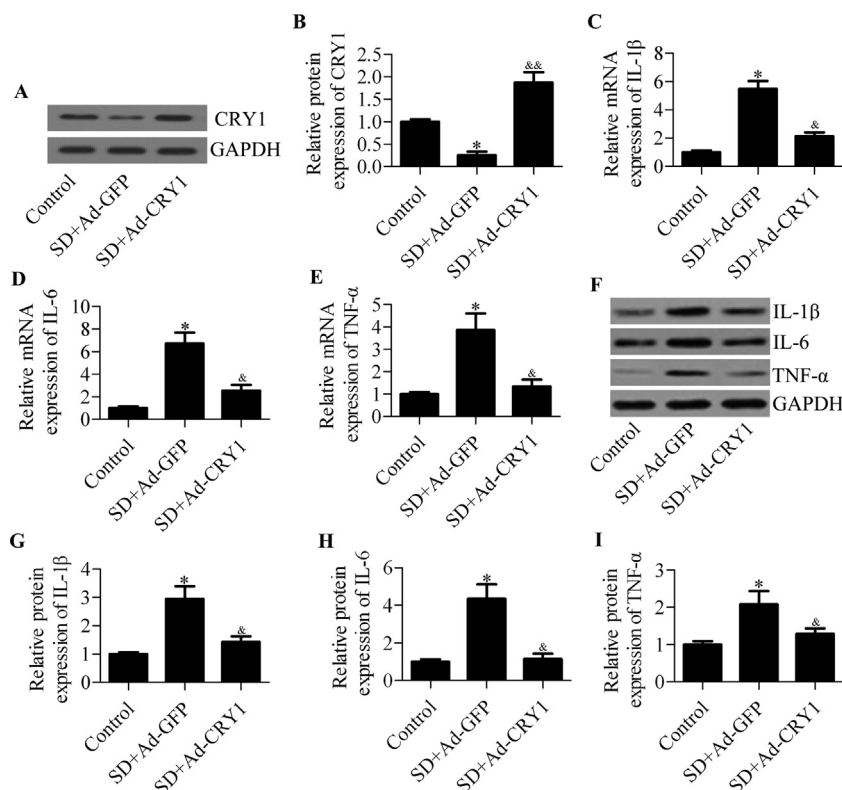 A
CRY1
GAPDH
Control
SD+Ad-GFP
SD+Ad-CRY1
B
Relative protein
expression of CRY1
2.5
2.0
1.5
1.0
0.5
0.0
*
&&
Control
SD+Ad-GFP
SD+Ad-CRY1
C
Relative mRNA
expression of IL-1β
8
6
4
2
0
*
&
Control
SD+Ad-GFP
SD+Ad-CRY1
D
Relative mRNA
expression of IL-6
10
8
6
4
2
0
*
&
Control
SD+Ad-GFP
SD+Ad-CRY1
E
Relative mRNA
expression of TNF-α
5
4
3
2
1
0
*
&
Control
SD+Ad-GFP
SD+Ad-CRY1
F
IL-1β
IL-6
TNF-α
GAPDH
Control
SD+Ad-GFP
SD+Ad-CRY1
G
Relative protein
expression of IL-1β
4
3
2
1
0
*
&
Control
SD+Ad-GFP
SD+Ad-CRY1
H
Relative protein
expression of IL-6
6
4
2
0
*
&
Control
SD+Ad-GFP
SD+Ad-CRY1
I
Relative protein
expression of TNF-α
3
2
1
0
*
&
Control
SD+Ad-GFP
SD+Ad-CRY1